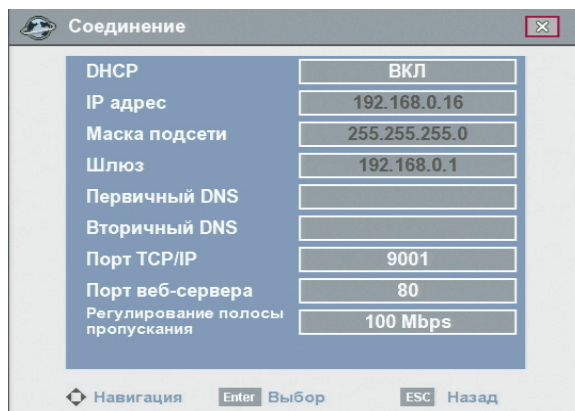 Соединение
DHCP ВКЛ
IP адрес 192.168.0.16
Маска подсети 255.255.255.0
Шлюз 192.168.0.1
Первичный DNS
Вторичный DNS
Порт TCP/IP 9001
Порт веб-сервера 80
Регулирование полосы
пропускания 100 Mbps
Навигация Enter Выбор ESC Назад